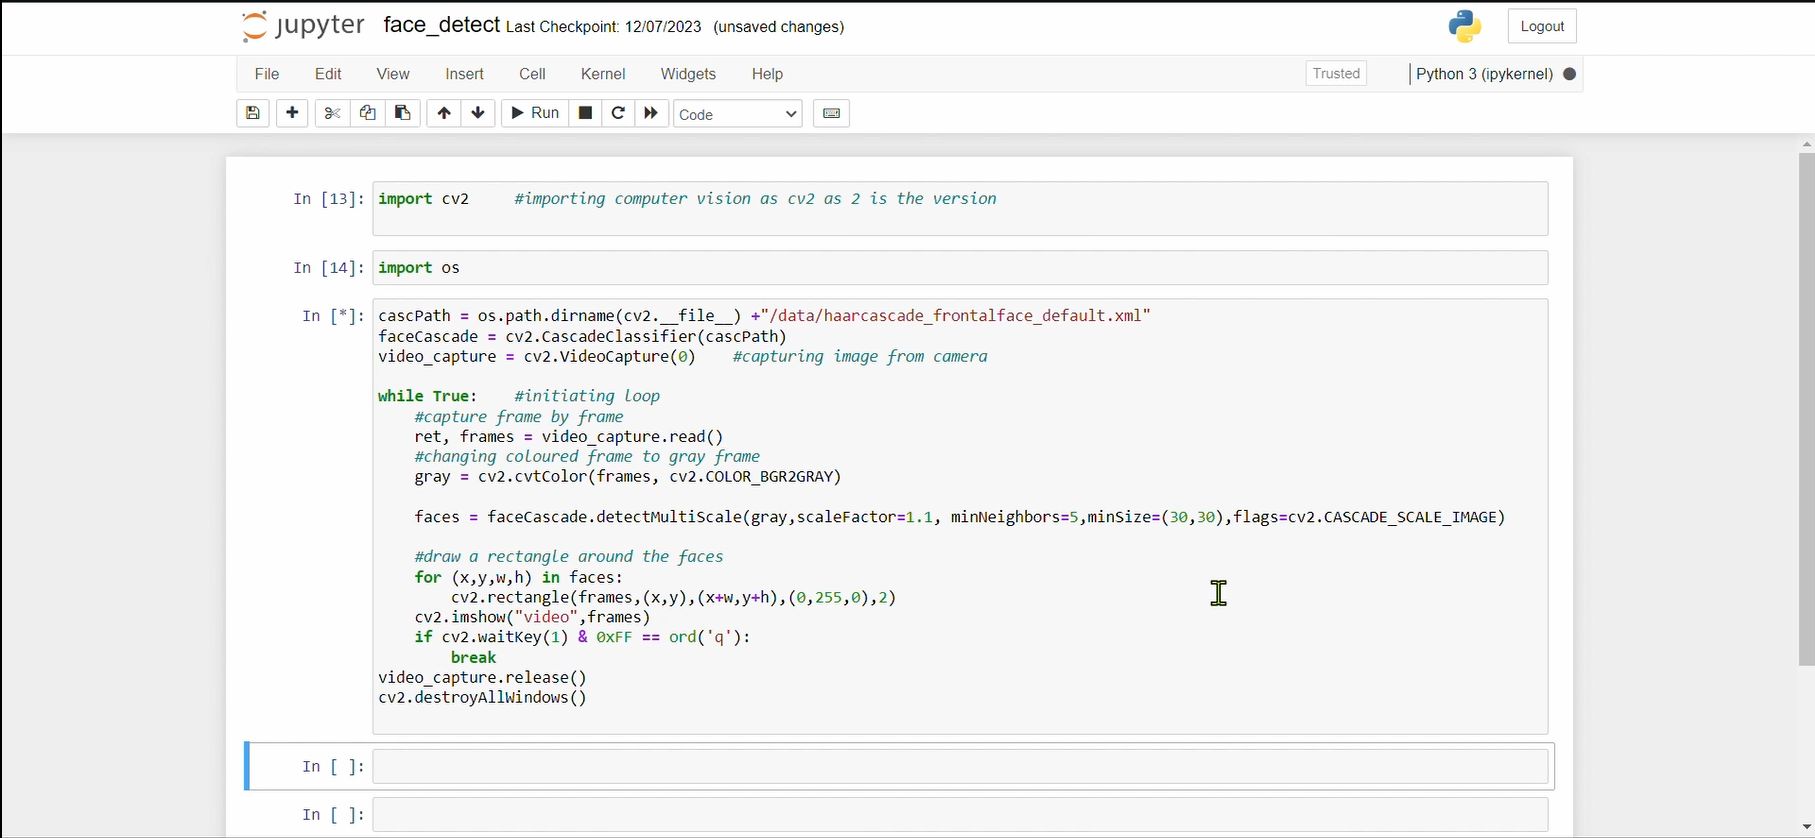 jupyter face_detect Last Checkpoint: 12/07/2023 (unsaved changes)
Logout
File Edit View Insert Cell Kernel Widgets Help
Trusted
Python 3 (ipykernel)
Run
Code
In [13]: import cv2 #importing computer vision as cv2 as 2 is the version
In [14]: import os
In [*]: cascPath = os.path.dirname(cv2.__file__) +"/data/haarcascade_frontalface_default.xml"
faceCascade = cv2.CascadeClassifier(cascPath)
video_capture = cv2.VideoCapture(0) #capturing image from camera
while True: #initiating loop
#capture frame by frame
ret, frames = video_capture.read()
#changing coloured frame to gray frame
gray = cv2.cvtColor(frames, cv2.COLOR_BGR2GRAY)
faces = faceCascade.detectMultiScale(gray,scaleFactor=1.1, minNeighbors=5,minSize=(30,30),flags=cv2.CASCADE_SCALE_IMAGE)
#draw a rectangle around the faces
for (x,y,w,h) in faces:
cv2.rectangle(frames,(x,y),(x+w,y+h),(0,255,0),2)
cv2.imshow("video",frames)
if cv2.waitKey(1) & 0xFF == ord('q'):
break
video_capture.release()
cv2.destroyAllWindows()
In [ ]:
In [ ]: